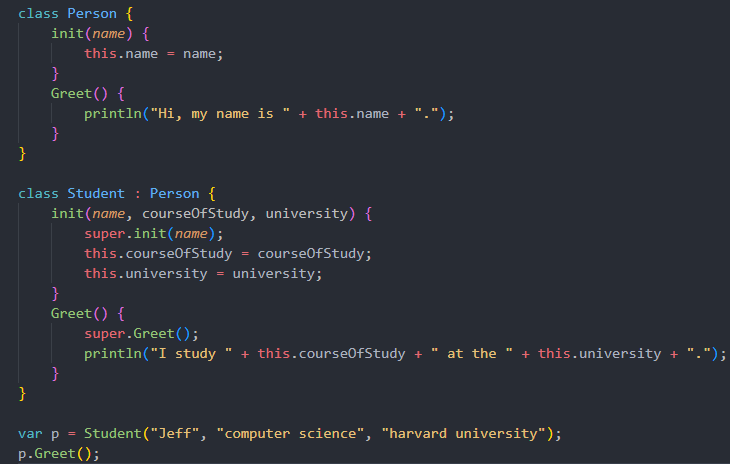 class Person {
    init(name) {
        this.name = name;
    }
    Greet() {
        println("Hi, my name is " + this.name + ".");
    }
}

class Student : Person {
    init(name, courseOfStudy, university) {
        super.init(name);
        this.courseOfStudy = courseOfStudy;
        this.university = university;
    }
    Greet() {
        super.Greet();
        println("I study " + this.courseOfStudy + " at the " + this.university + ".");
    }
}

var p = Student("Jeff", "computer science", "harvard university");
p.Greet();